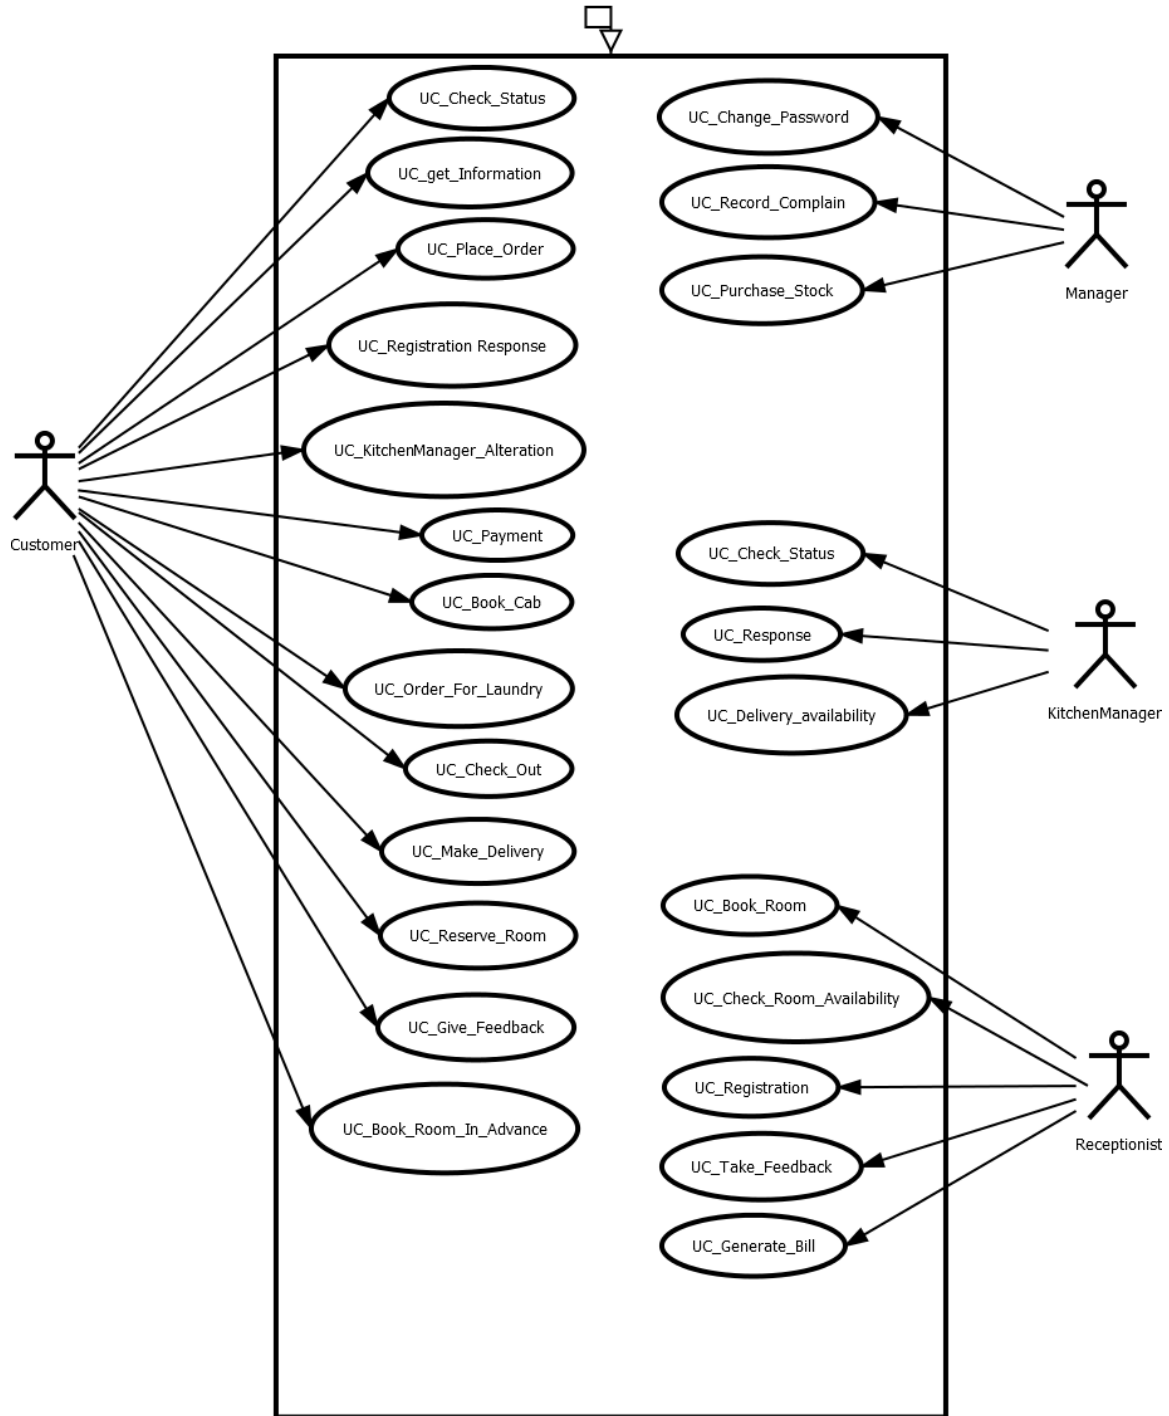 UC_Check_Status
UC_get_Information
UC_Place_Order
UC_Registration Response
UC_KitchenManager_Alteration
UC_Payment
UC_Book_Cab
UC_Order_For_Laundry
UC_Check_Out
UC_Make_Delivery
UC_Reserve_Room
UC_Give_Feedback
UC_Book_Room_In_Advance
Customer
UC_Change_Password
UC_Record_Complain
UC_Purchase_Stock
Manager
UC_Check_Status
UC_Response
UC_Delivery_availability
KitchenManager
UC_Book_Room
UC_Check_Room_Availability
UC_Registration
UC_Take_Feedback
UC_Generate_Bill
Receptionist